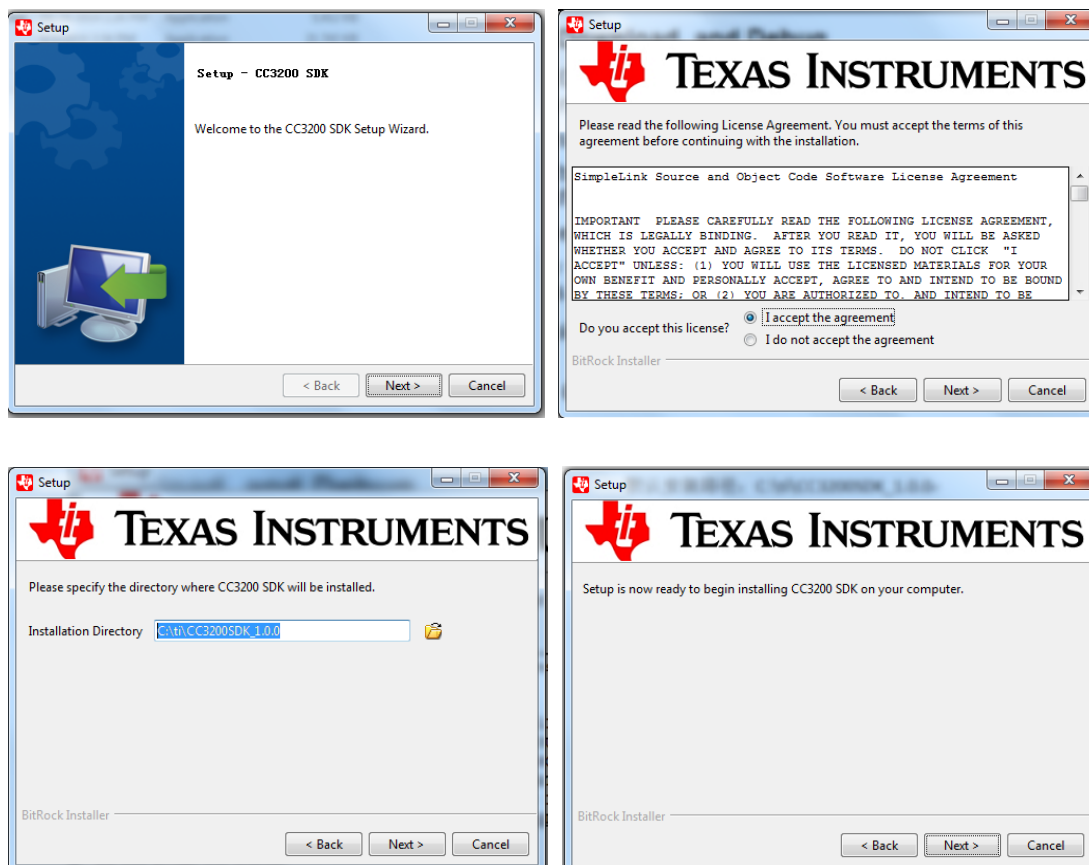 Setup
Setup - CC3200 SDK
Welcome to the CC3200 SDK Setup Wizard.
< Back
Next >
Cancel
Setup
TEXAS INSTRUMENTS
Please read the following License Agreement. You must accept the terms of this
agreement before continuing with the installation.
SimpleLink Source and Object Code Software License Agreement
IMPORTANT PLEASE CAREFULLY READ THE FOLLOWING LICENSE AGREEMENT,
WHICH IS LEGALLY BINDING. AFTER YOU READ IT, YOU WILL BE ASKED
WHETHER YOU ACCEPT AND AGREE TO ITS TERMS. DO NOT CLICK "I
ACCEPT" UNLESS: (1) YOU WILL USE THE LICENSED MATERIALS FOR YOUR
OWN BENEFIT AND PERSONALLY ACCEPT, AGREE TO AND INTEND TO BE BOUND
BY THESE TERMS; OR (2) YOU ARE AUTHORIZED TO, AND INTEND TO BE
Do you accept this license?
I accept the agreement
I do not accept the agreement
BitRock Installer
< Back
Next >
Cancel
Setup
TEXAS INSTRUMENTS
Please specify the directory where CC3200 SDK will be installed.
Installation Directory
C:\ti\CC3200SDK_1.0.0
BitRock Installer
< Back
Next >
Cancel
Setup
TEXAS INSTRUMENTS
Setup is now ready to begin installing CC3200 SDK on your computer.
BitRock Installer
< Back
Next >
Cancel